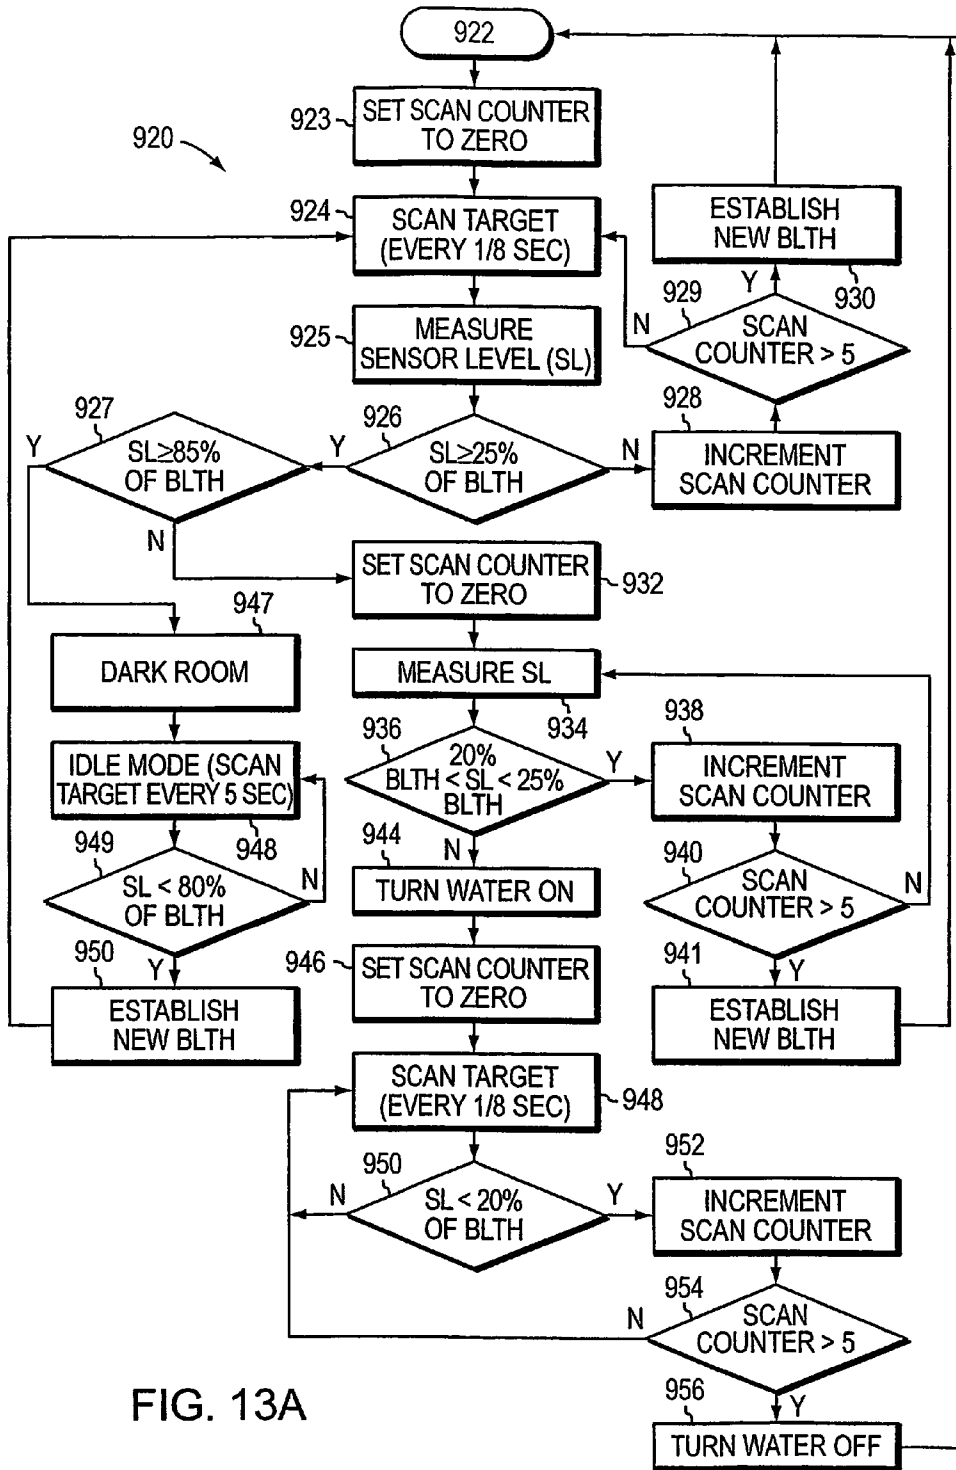 922
923
SET SCAN COUNTER
TO ZERO
920
924
SCAN TARGET
(EVERY 1/8 SEC)
ESTABLISH
NEW BLTH
930
Y
929
N
SCAN
COUNTER > 5
925
MEASURE
SENSOR LEVEL (SL)
928
INCREMENT
SCAN COUNTER
927
Y
SL≥85%
OF BLTH
N
926
Y
SL≥25%
OF BLTH
N
SET SCAN COUNTER
TO ZERO
932
947
DARK ROOM
MEASURE SL
934
936
20%
BLTH < SL < 25%
BLTH
Y
N
938
INCREMENT
SCAN COUNTER
IDLE MODE (SCAN
TARGET EVERY 5 SEC)
948
949
SL < 80%
OF BLTH
N
Y
944
TURN WATER ON
940
SCAN
COUNTER > 5
N
Y
950
ESTABLISH
NEW BLTH
946
SET SCAN COUNTER
TO ZERO
941
ESTABLISH
NEW BLTH
SCAN TARGET
(EVERY 1/8 SEC)
948
950
N
SL < 20%
OF BLTH
Y
952
INCREMENT
SCAN COUNTER
954
N
SCAN
COUNTER > 5
Y
956
TURN WATER OFF
FIG. 13A